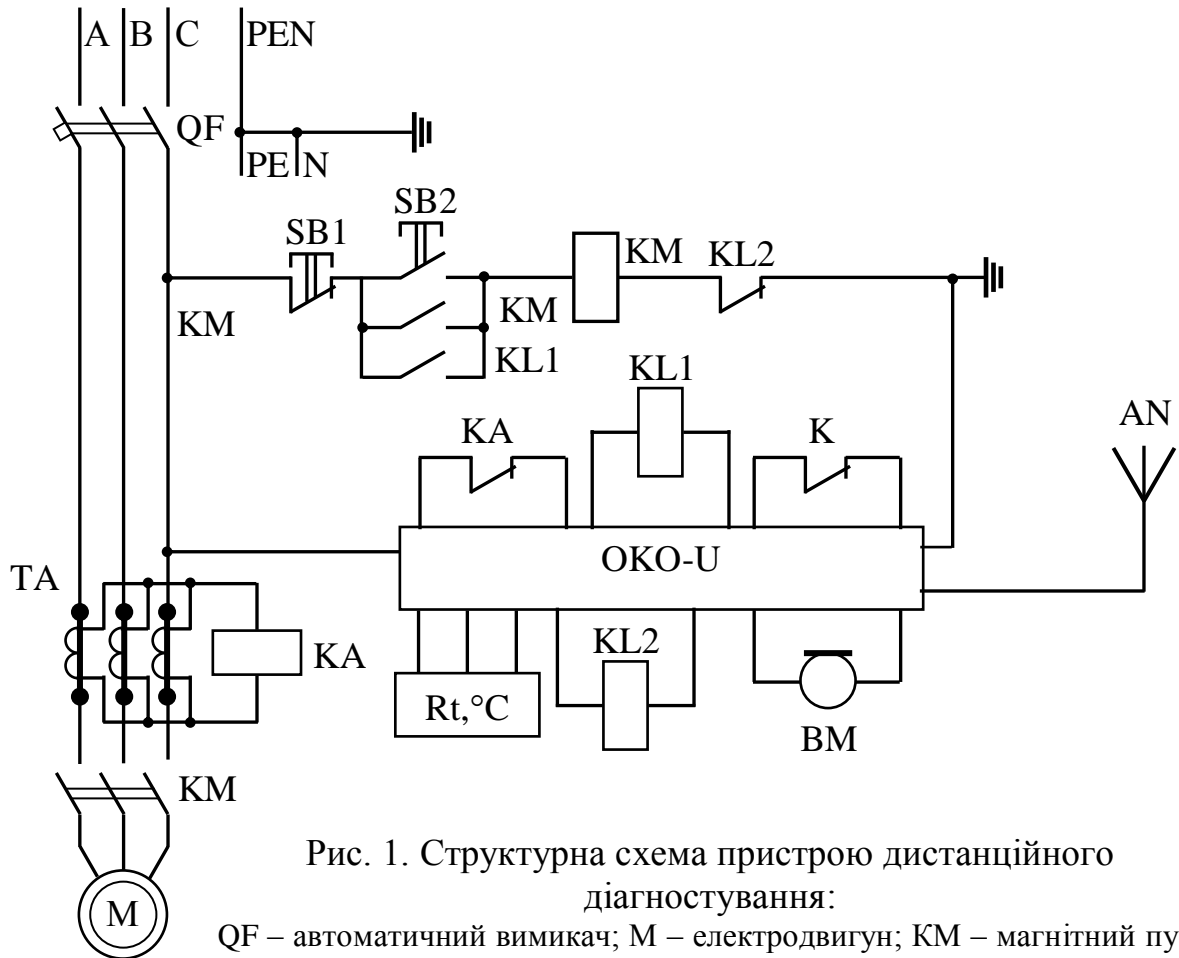 A B C PEN
QF
PE N
SB2
SB1
KM KL2
KM KM
KL1 KL1
AN
KA K
OKO-U
TA
KA KL2
Rt,°C
BM
KM
Рис. 1. Структурна схема пристрою дистанційного
діагностування:
M
QF – автоматичний вимикач; М – електродвигун; КМ – магнітний пу